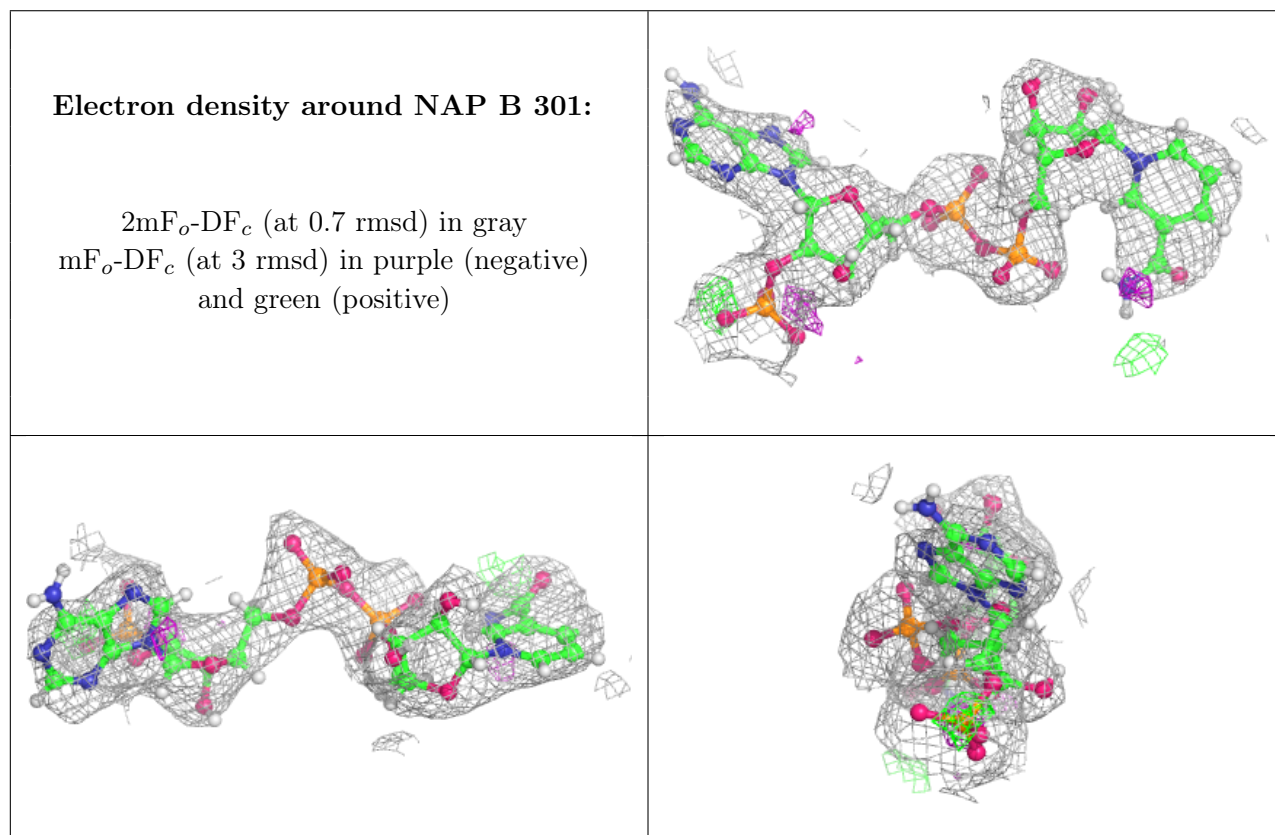 Electron density around NAP B 301:
2mFo-DFc (at 0.7 rmsd) in gray
mFo-DFc (at 3 rmsd) in purple (negative)
and green (positive)